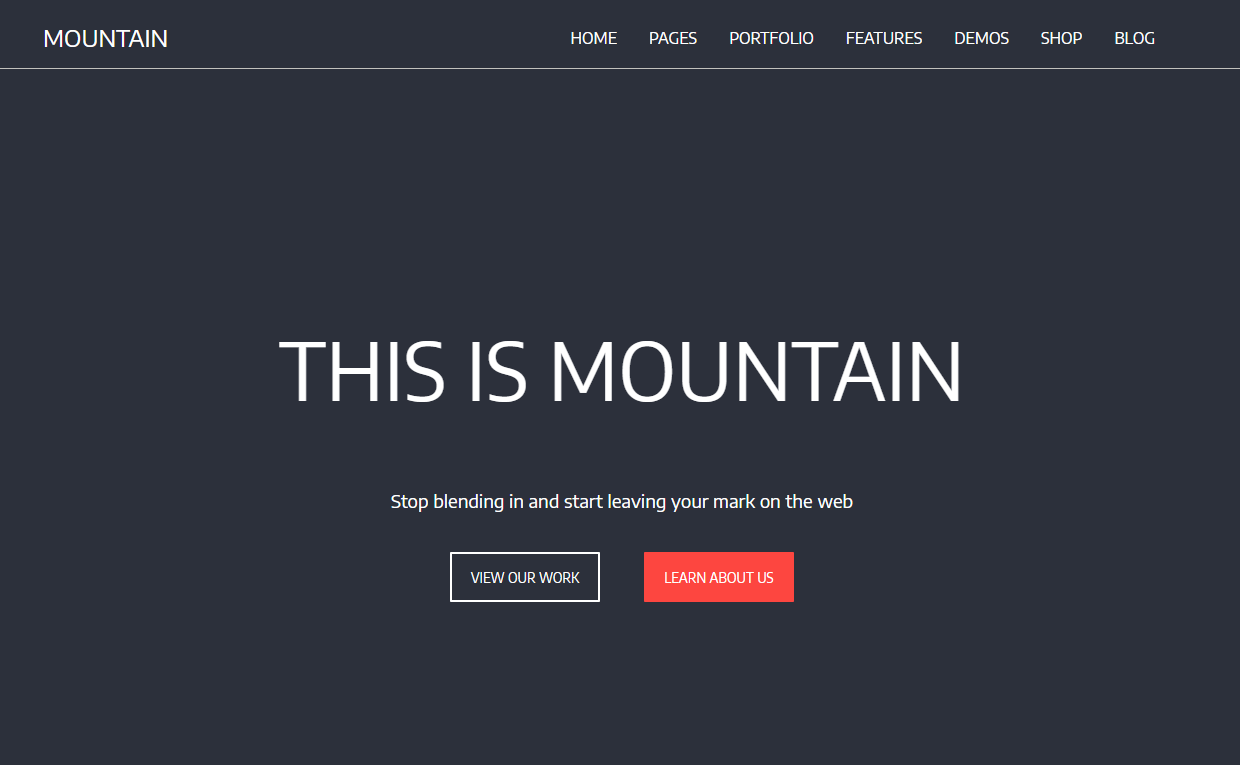 MOUNTAIN HOME PAGES PORTFOLIO FEATURES DEMOS SHOP BLOG
THIS IS MOUNTAIN
Stop blending in and start leaving your mark on the web
VIEW OUR WORK LEARN ABOUT US